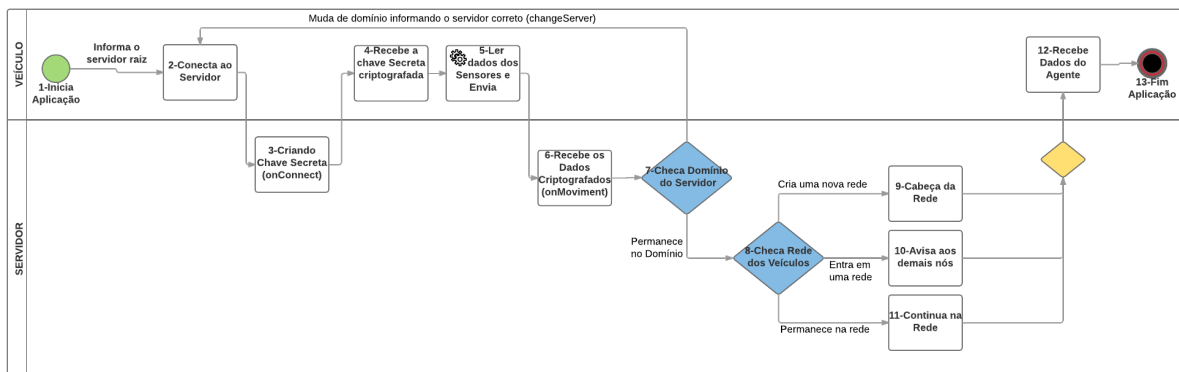 Muda de domínio informando o servidor correto (changeServer)
VEÍCULO
Informa o
servidor raiz
1-Inicia
Aplicação
2-Conecta ao
Servidor
4-Recebe a
chave Secreta
criptografada
5-Ler
dados dos
Sensores e
Envia
12-Recebe
Dados do
Agente
13-Fim
Aplicação
SERVIDOR
3-Criando
Chave Secreta
(onConnect)
6-Recebe os
Dados
Criptografados
(onMoviment)
7-Checa Domínio
do Servidor
Permanece
no Domínio
8-Checa Rede
dos Veículos
Cria uma nova rede
9-Cabeça da
Rede
Entra em
uma rede
10-Avisa aos
demais nós
Permanece na rede
11-Continua na
Rede